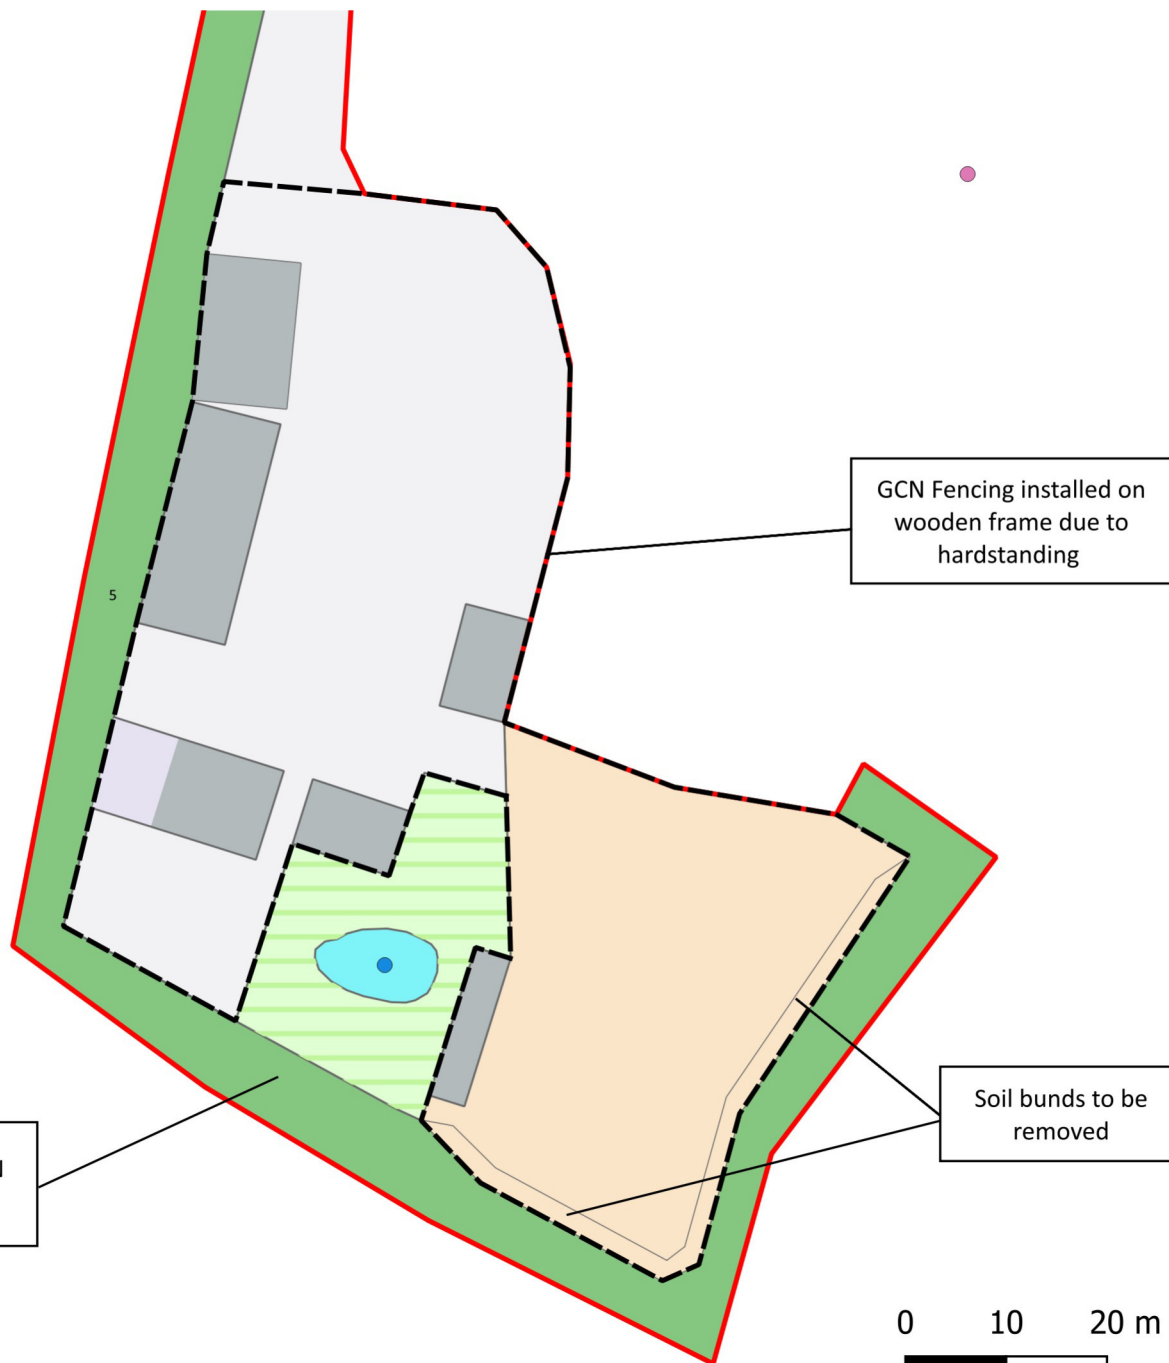 GCN Fencing installed on
wooden frame due to
hardstanding
5
Soil bunds to be
removed
0 10 20 m